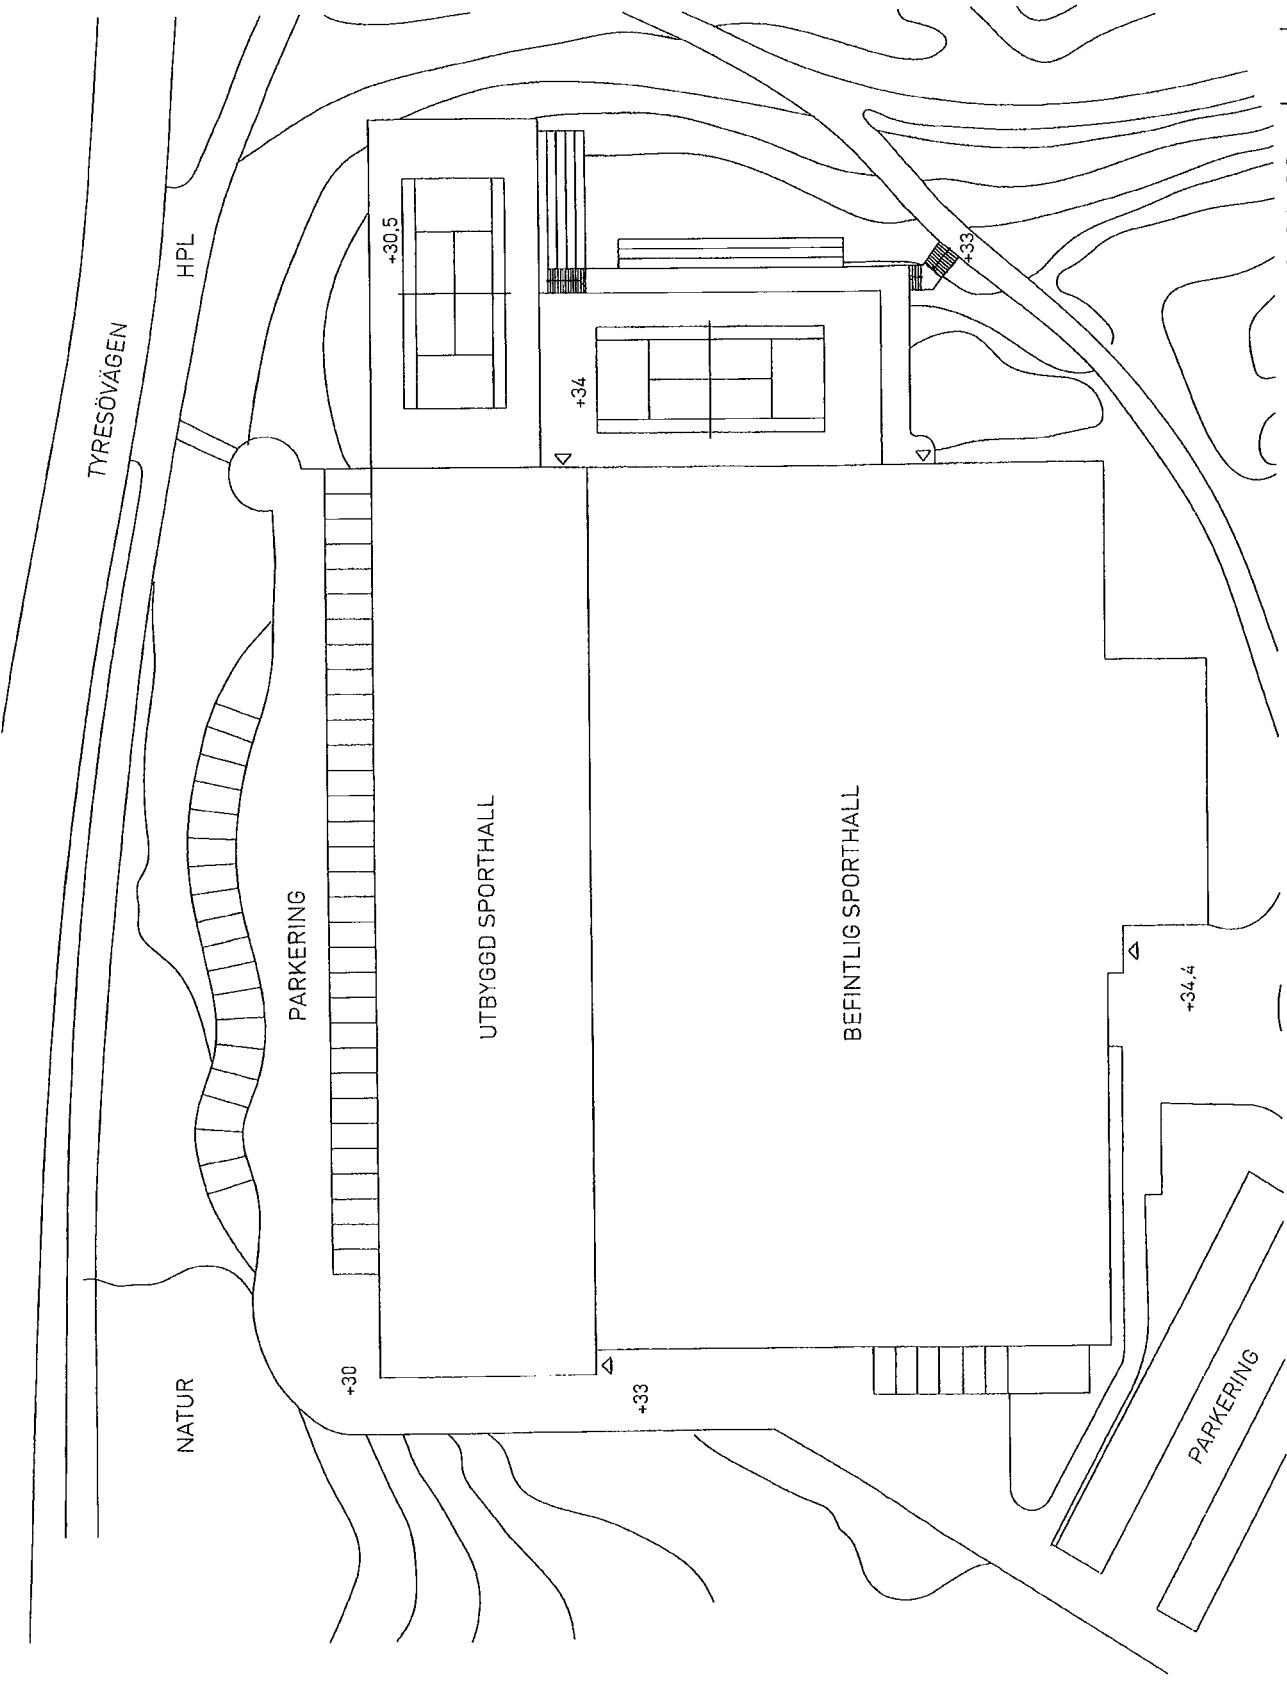 TYRESÖVÄGEN
HPL
+30,5
+34
+33
PARKERING
UTBYGGD SPORTHALL
BEFINTLIG SPORTHALL
+34.4
NATUR
+30
+33
PARKERING